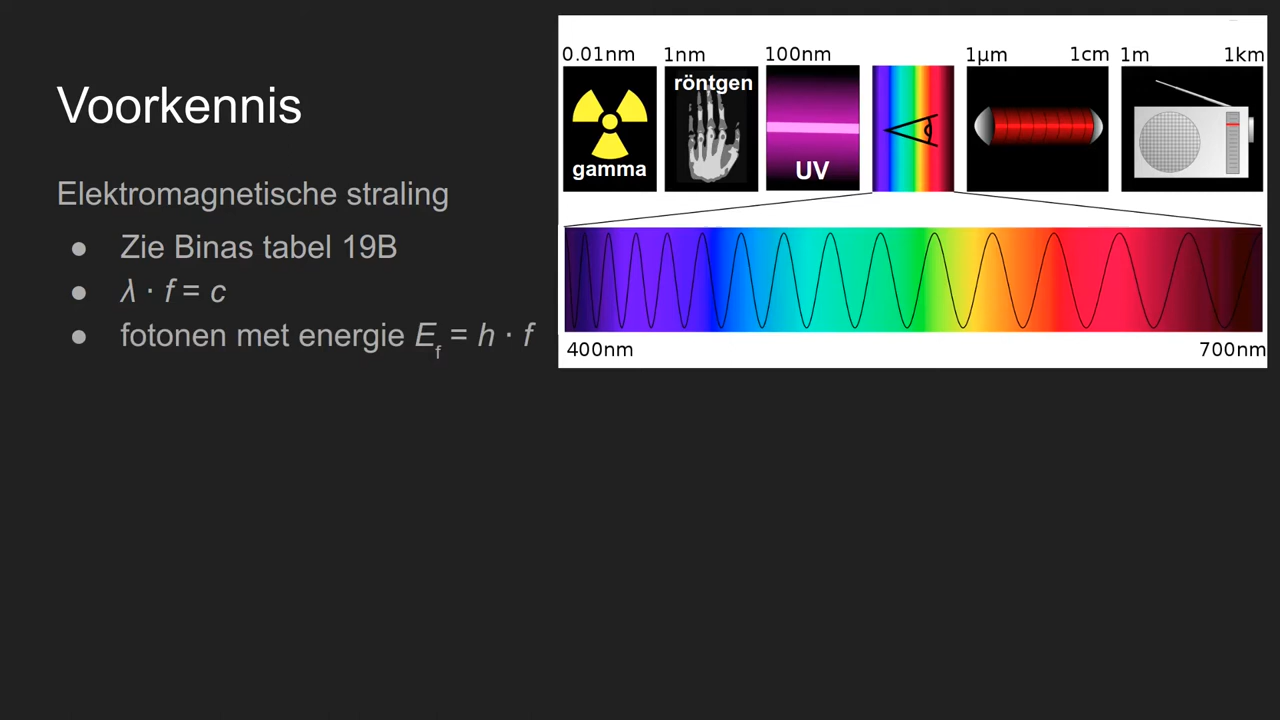 Voorkennis
Elektromagnetische straling
● Zie Binas tabel 19B
● λ · f = c
● fotonen met energie E_f = h · f
0.01nm 1nm 100nm 1µm 1cm 1m 1km
röntgen
gamma
UV
400nm 700nm